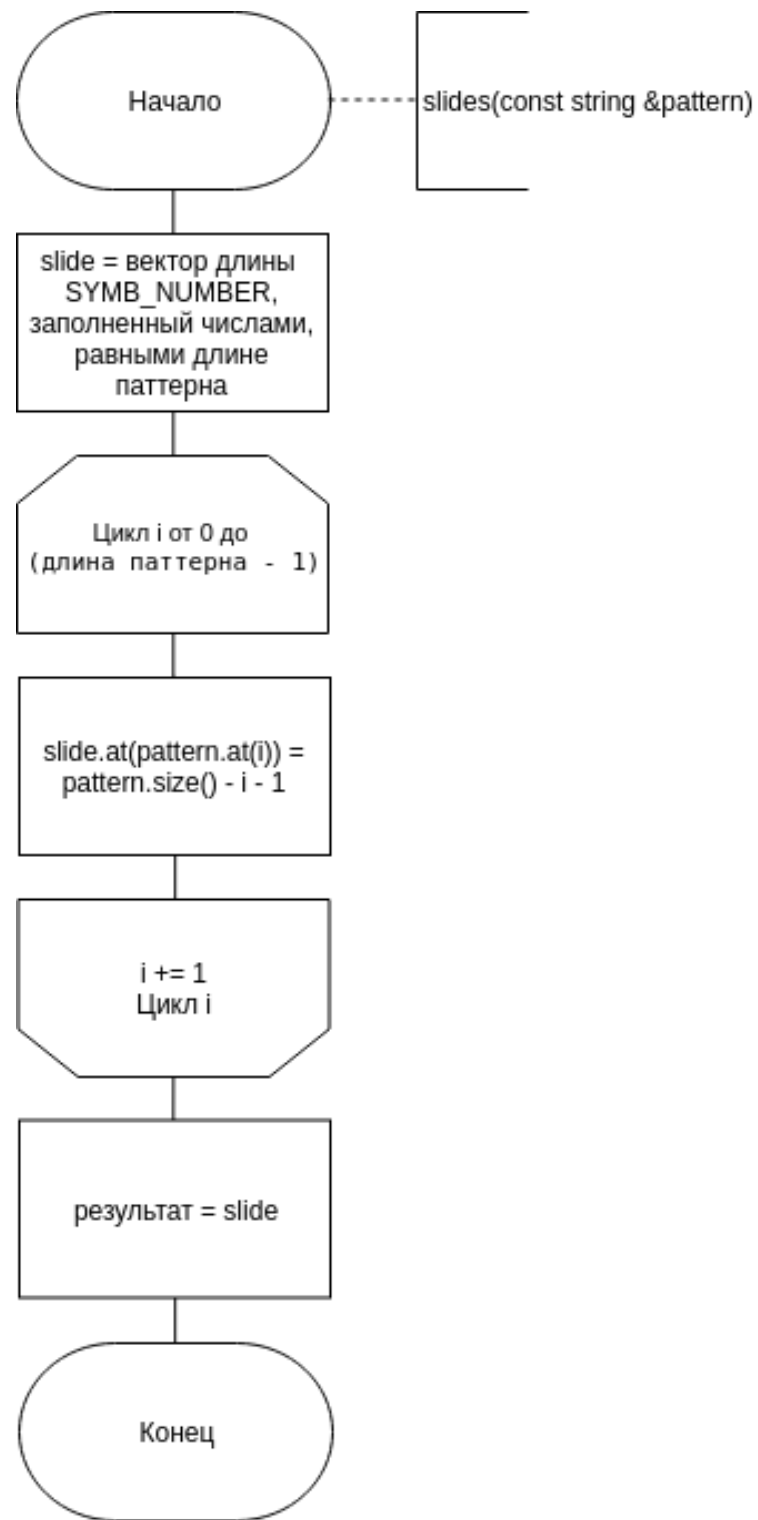 Начало
slides(const string &pattern)
slide = вектор длины
SYMB_NUMBER,
заполненный числами,
равными длине
паттерна
Цикл i от 0 до
(длина паттерна - 1)
slide.at(pattern.at(i)) =
pattern.size() - i - 1
i += 1
Цикл i
результат = slide
Конец